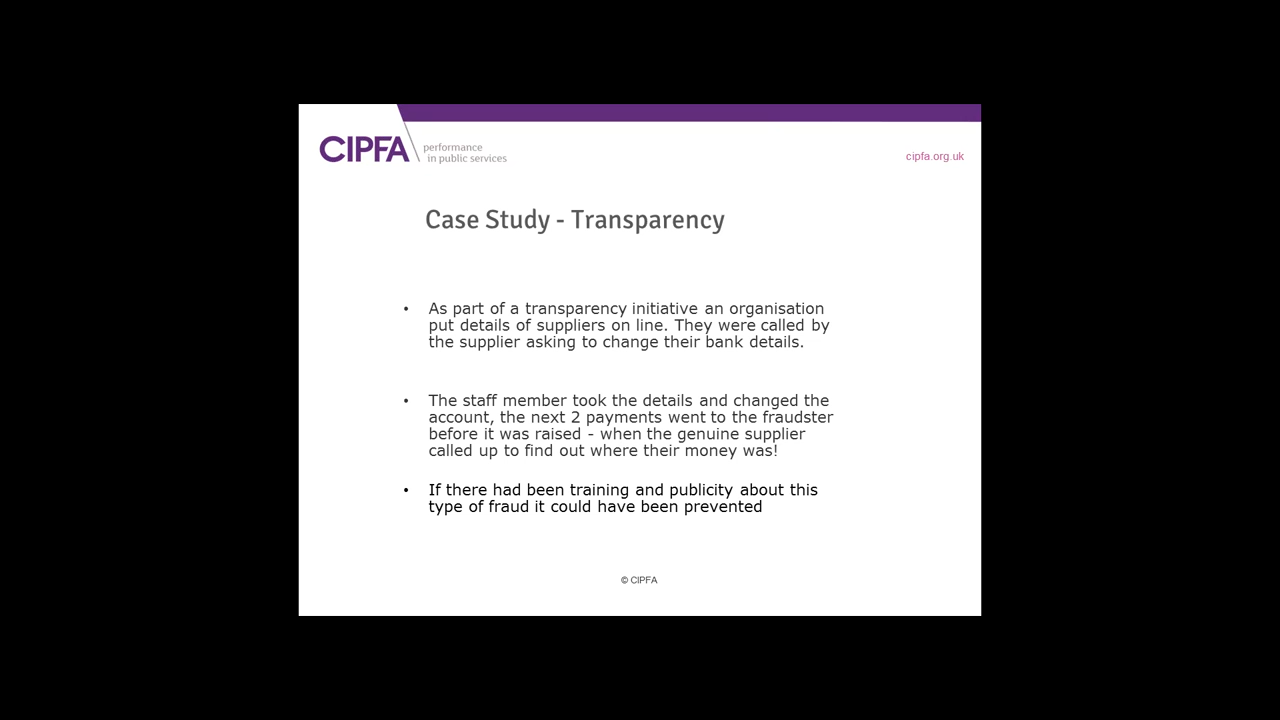 CIPFA
performance
in public services
cipfa.org.uk
Case Study - Transparency
• As part of a transparency initiative an organisation
put details of suppliers on line. They were called by
the supplier asking to change their bank details.
• The staff member took the details and changed the
account, the next 2 payments went to the fraudster
before it was raised - when the genuine supplier
called up to find out where their money was!
• If there had been training and publicity about this
type of fraud it could have been prevented
© CIPFA